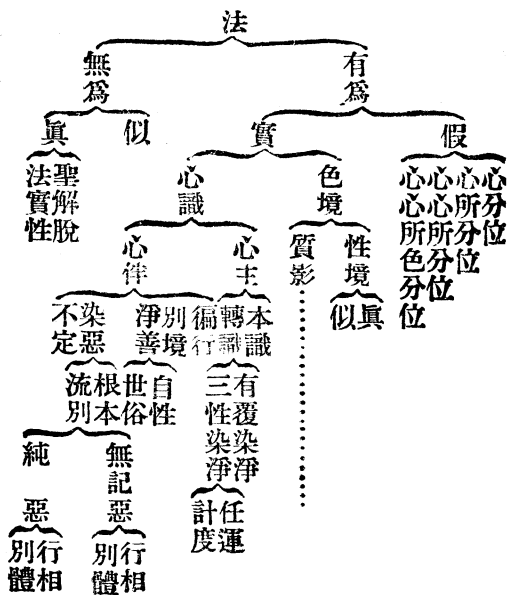 法
有爲
無爲
假
實
似
眞
心分位
心所分位
心心所分位
心心所色分位
色境
心識
聖解脫
法實性
性境
質影
心主
心伴
眞
似
本識
轉識
徧行
別境
淨善
染惡
不定
有覆染淨
三性染淨
自性
世俗
根本
流別
任運
計度
無記惡
純惡
行相
別體
行相
別體